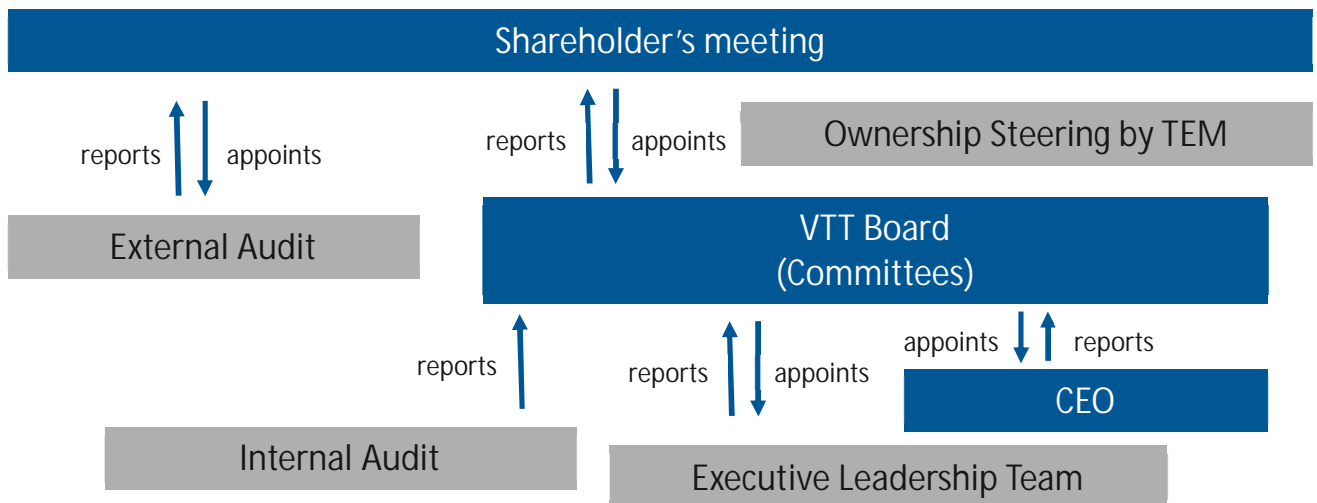 Shareholder's meeting
reports
appoints
reports
appoints
Ownership Steering by TEM
External Audit
VTT Board
(Committees)
reports
reports
appoints
appoints
reports
CEO
Internal Audit
Executive Leadership Team